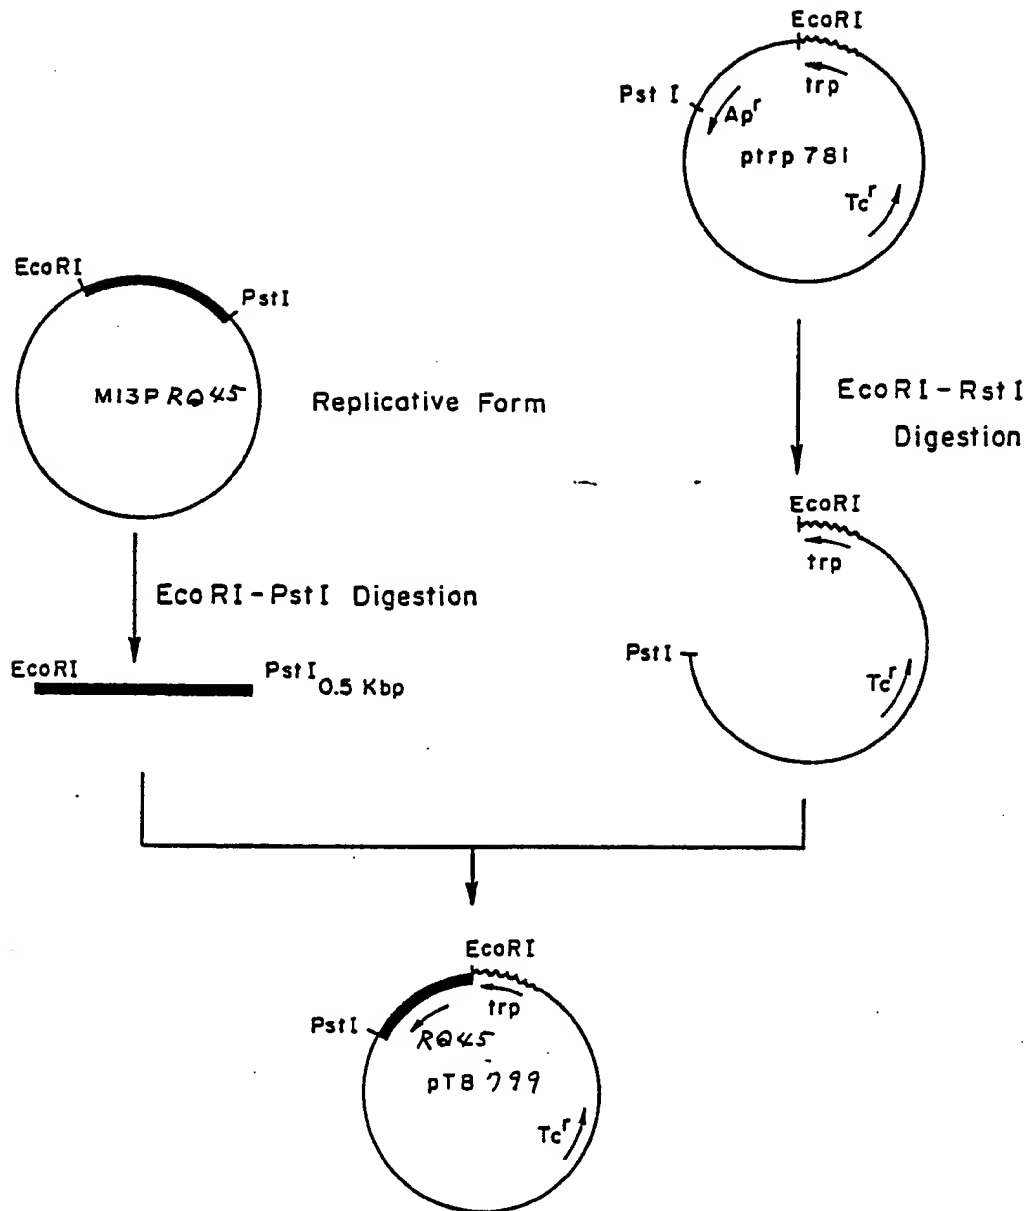 EcoRI
trp
Pst I
Apʳ
ptrp 781
Tcʳ
EcoRI
PstI
M13P RQ45
Replicative Form
EcoRI-RstI
Digestion
EcoRI
trp
PstI
Tcʳ
EcoRI-PstI Digestion
EcoRI
PstI
0.5 Kbp
EcoRI
trp
PstI
RQ45
pT8 799
Tcʳ